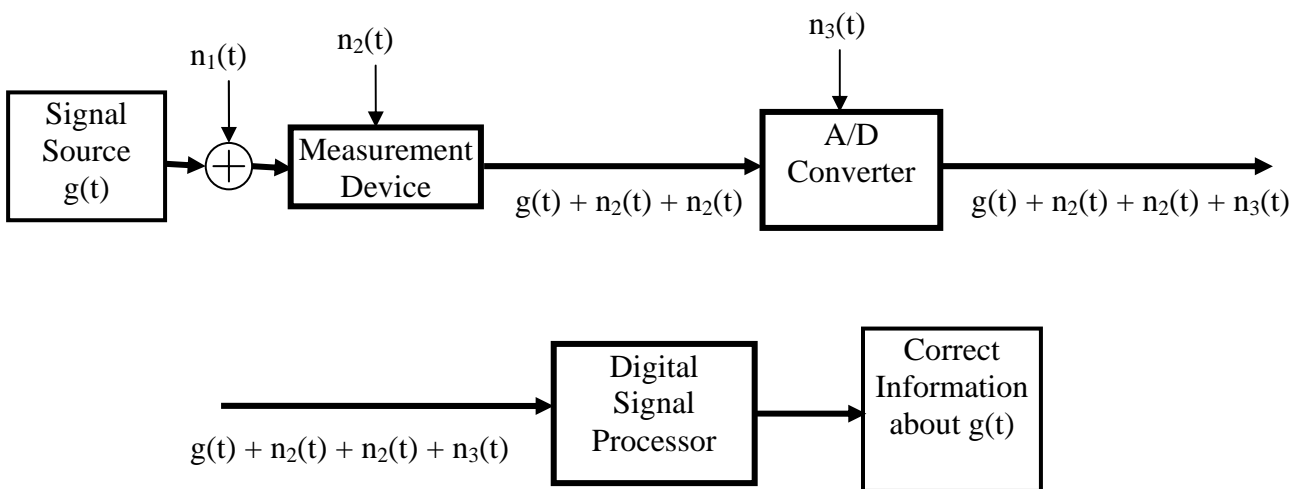 n₃(t)
n₂(t)
n₁(t)
Signal
Source
g(t)
Measurement
Device
A/D
Converter
g(t) + n₂(t) + n₂(t)
g(t) + n₂(t) + n₂(t) + n₃(t)
Digital
Signal
Processor
Correct
Information
about g(t)
g(t) + n₂(t) + n₂(t) + n₃(t)